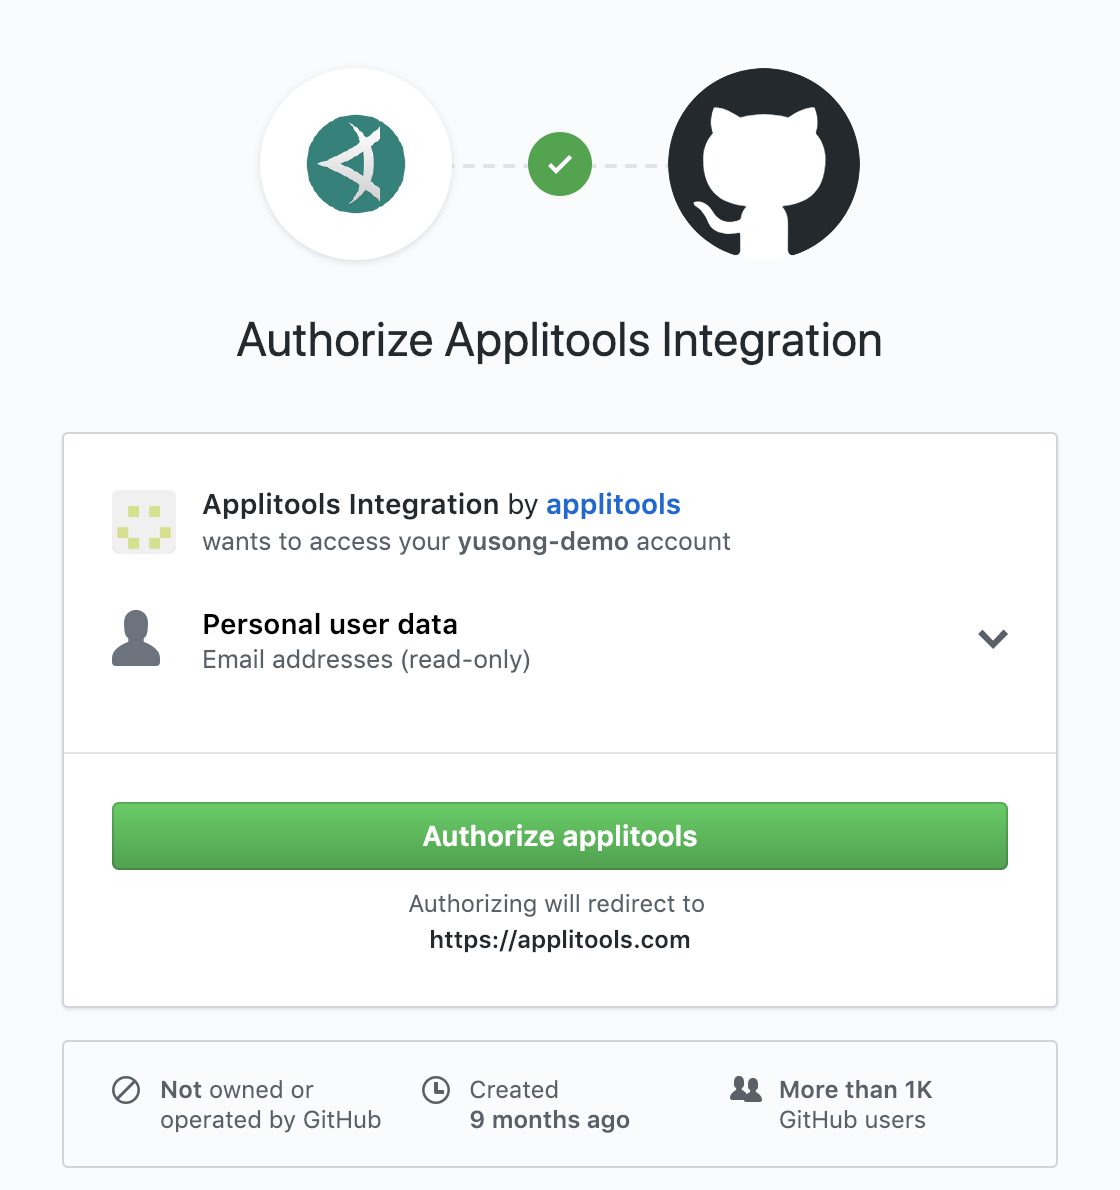 Authorize Applitools Integration
Applitools Integration by applitools
wants to access your yusong-demo account
Personal user data
Email addresses (read-only)
Authorize applitools
Authorizing will redirect to
https://applitools.com
Not owned or
operated by GitHub
Created
9 months ago
More than 1K
GitHub users